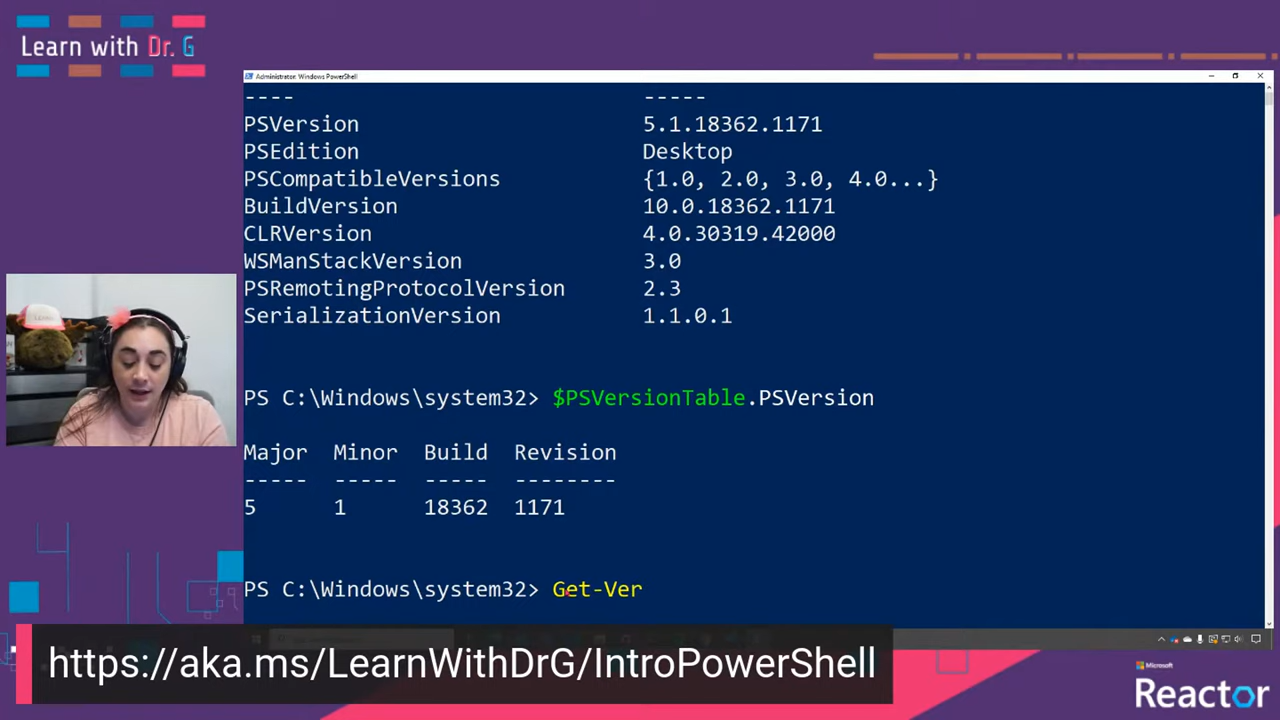 Learn with Dr. G
Administrator: Windows PowerShell
---- -----
PSVersion 5.1.18362.1171
PSEdition Desktop
PSCompatibleVersions {1.0, 2.0, 3.0, 4.0...}
BuildVersion 10.0.18362.1171
CLRVersion 4.0.30319.42000
WSManStackVersion 3.0
PSRemotingProtocolVersion 2.3
SerializationVersion 1.1.0.1
PS C:\Windows\system32> $PSVersionTable.PSVersion
Major Minor Build Revision
----- ----- ----- --------
5 1 18362 1171
PS C:\Windows\system32> Get-Ver
https://aka.ms/LearnWithDrG/IntroPowerShell
Microsoft
Reactor